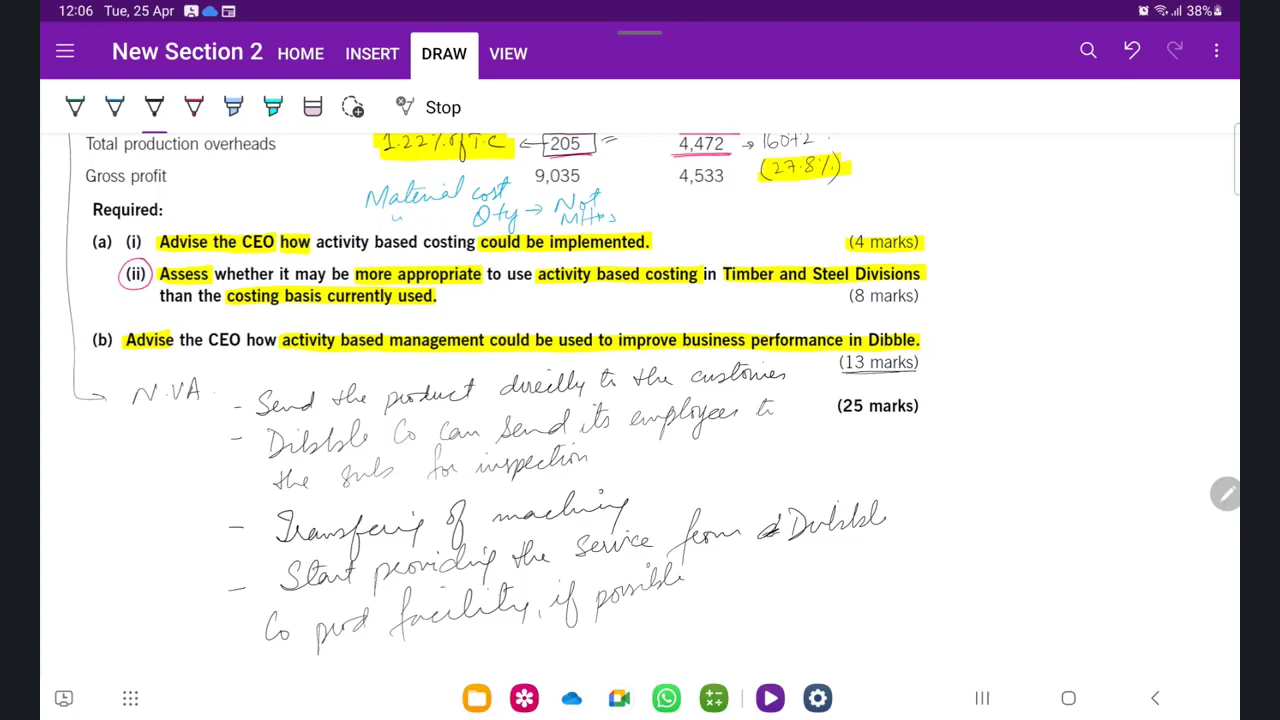 12:06 Tue, 25 Apr 38%
New Section 2 HOME INSERT DRAW VIEW
Stop
Total production overheads 1.22% of T.C 205 = 4,472 → 16072
Gross profit 9,035 4,533 (27.8%)
Material cost
Required: " Qty → Not MHrs
(a) (i) Advise the CEO how activity based costing could be implemented. (4 marks)
(ii) Assess whether it may be more appropriate to use activity based costing in Timber and Steel Divisions
than the costing basis currently used. (8 marks)
(b) Advise the CEO how activity based management could be used to improve business performance in Dibble.
(13 marks)
N.VA.
- Send the product directly to the customers
(25 marks)
- Dibble Co can send its employees to
the subs for inspection
- Transfering of machinery
- Start providing the service from Dibble
Co prod facility, if possible